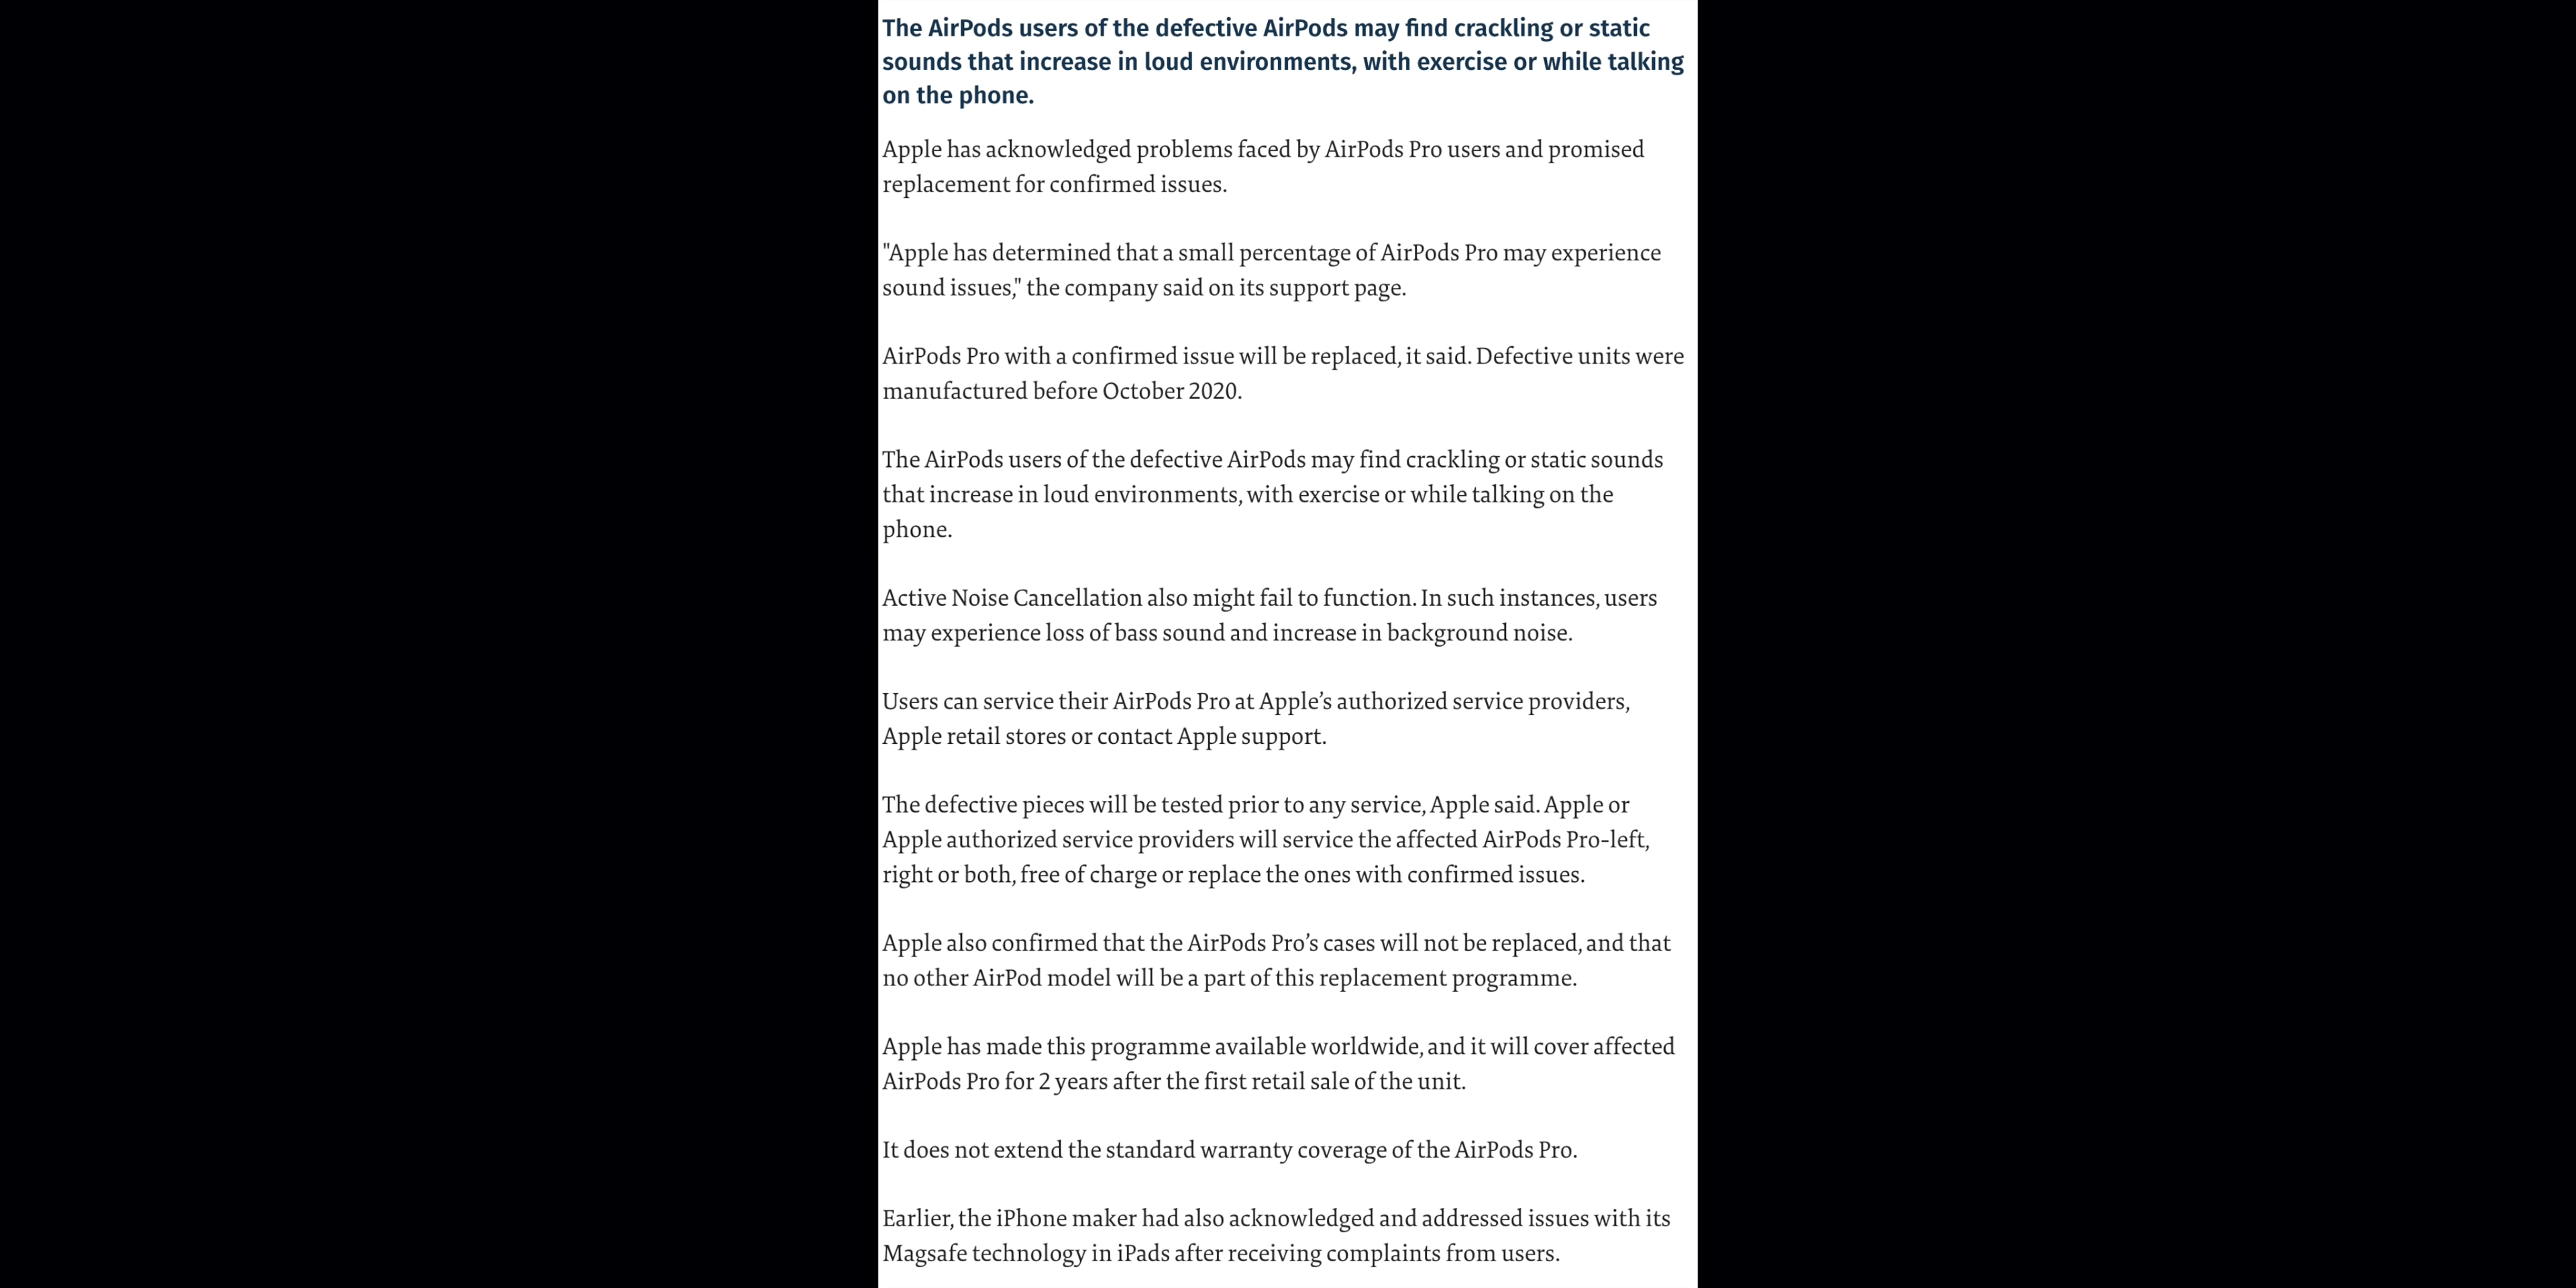 The AirPods users of the defective AirPods may find crackling or static
sounds that increase in loud environments, with exercise or while talking
on the phone.
Apple has acknowledged problems faced by AirPods Pro users and promised
replacement for confirmed issues.
"Apple has determined that a small percentage of AirPods Pro may experience
sound issues," the company said on its support page.
AirPods Pro with a confirmed issue will be replaced, it said. Defective units were
manufactured before October 2020.
The AirPods users of the defective AirPods may find crackling or static sounds
that increase in loud environments, with exercise or while talking on the
phone.
Active Noise Cancellation also might fail to function. In such instances, users
may experience loss of bass sound and increase in background noise.
Users can service their AirPods Pro at Apple’s authorized service providers,
Apple retail stores or contact Apple support.
The defective pieces will be tested prior to any service, Apple said. Apple or
Apple authorized service providers will service the affected AirPods Pro-left,
right or both, free of charge or replace the ones with confirmed issues.
Apple also confirmed that the AirPods Pro’s cases will not be replaced, and that
no other AirPod model will be a part of this replacement programme.
Apple has made this programme available worldwide, and it will cover affected
AirPods Pro for 2 years after the first retail sale of the unit.
It does not extend the standard warranty coverage of the AirPods Pro.
Earlier, the iPhone maker had also acknowledged and addressed issues with its
Magsafe technology in iPads after receiving complaints from users.